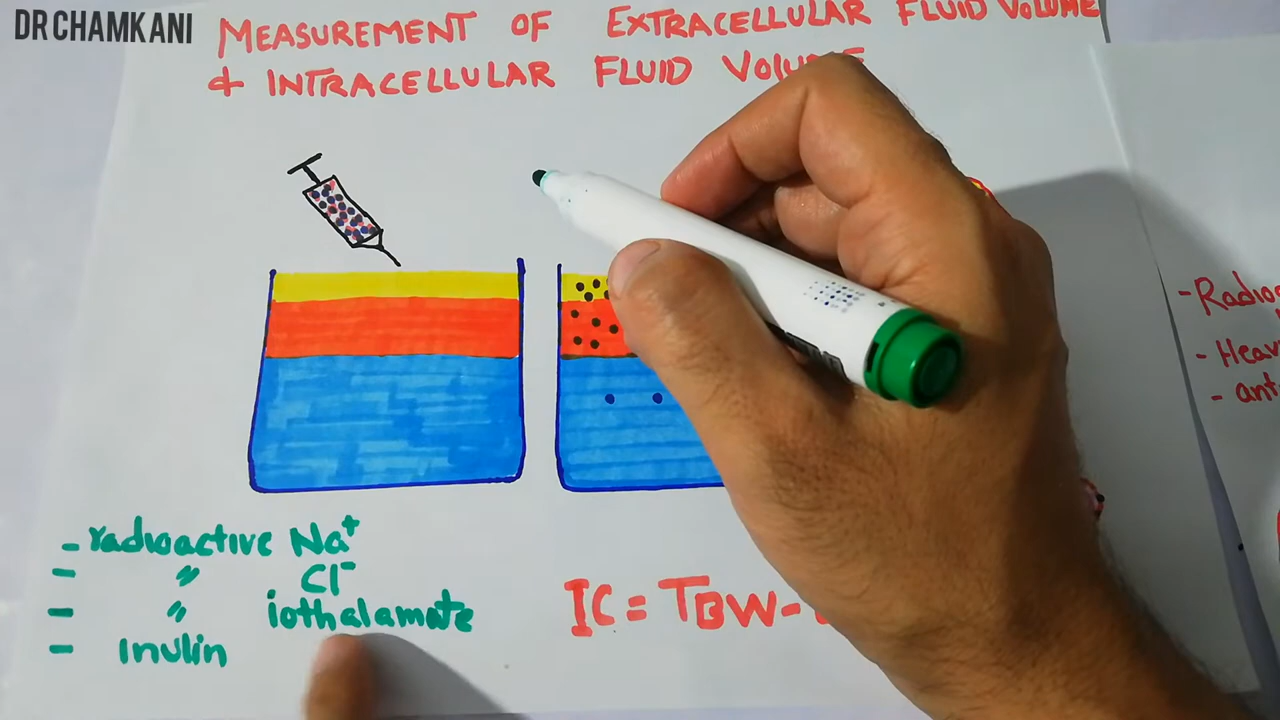 DR CHAMKANI
MEASUREMENT OF EXTRACELLULAR FLUID VOLUME
& INTRACELLULAR FLUID VOLUME
- radioactive Na+
- " Cl-
- " iothalamate
- Inulin
IC = TBW -
- Radio
- Heav
- ant